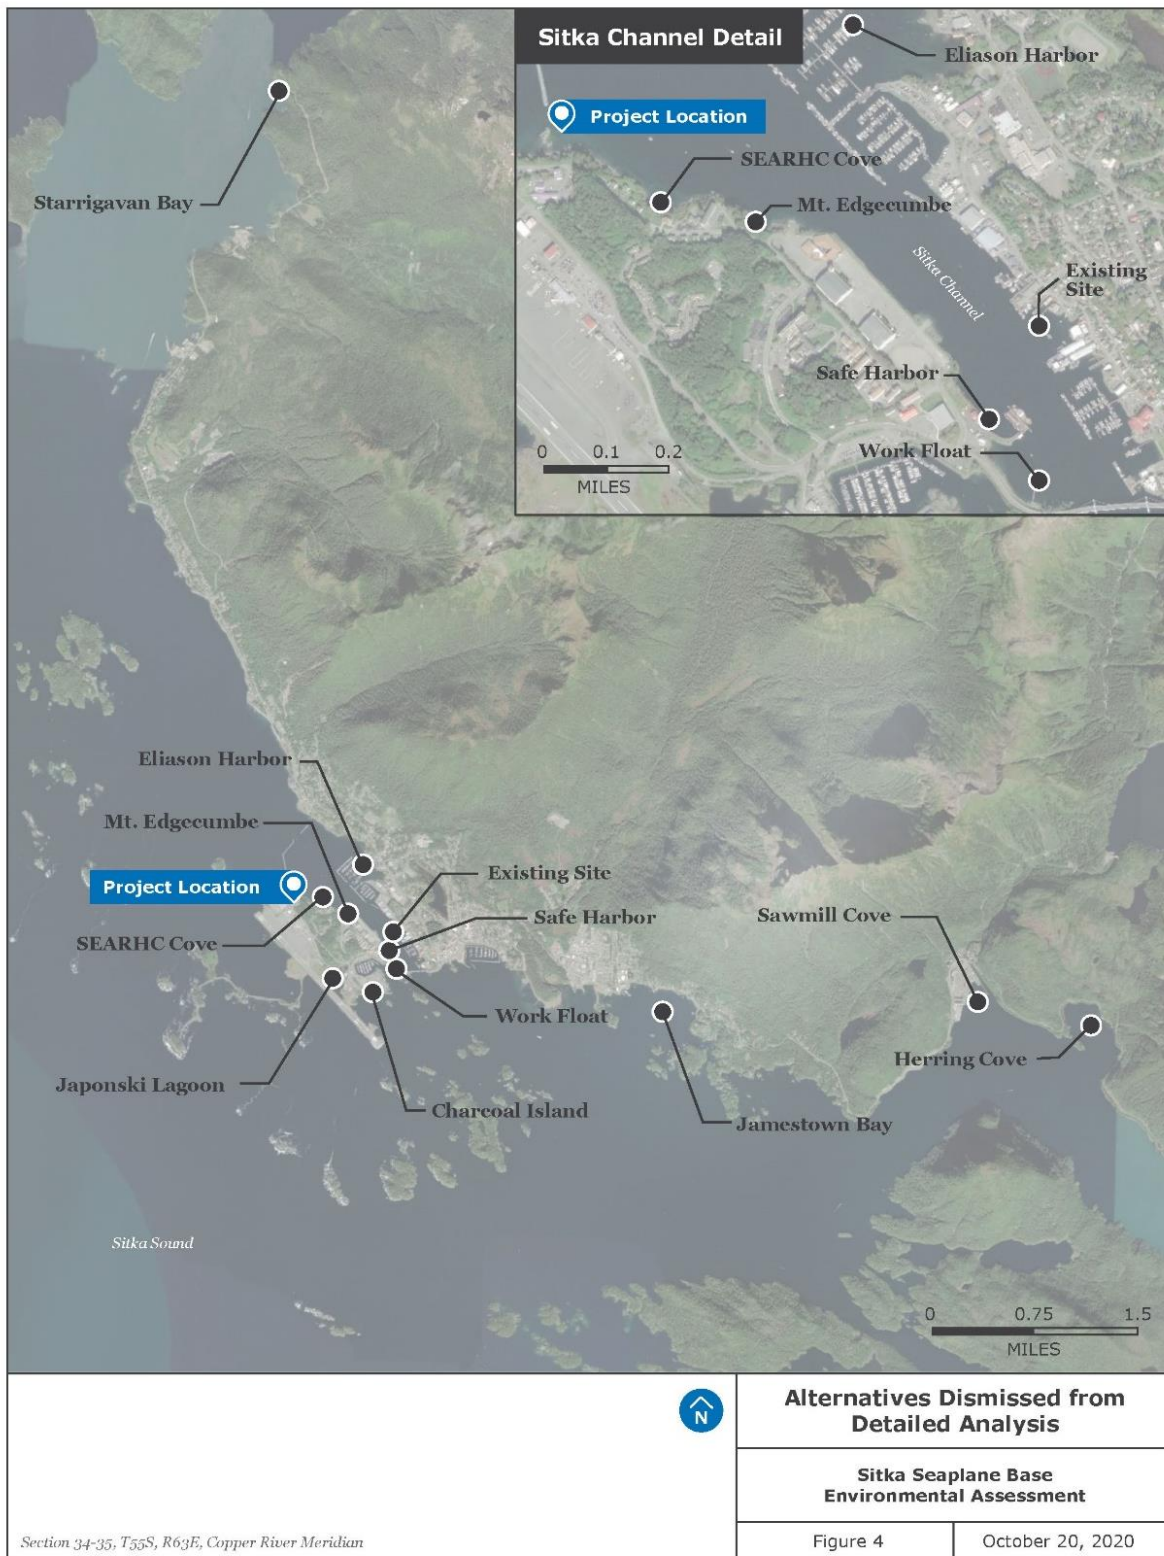 Sitka Channel Detail
Eliason Harbor
Project Location
SEARHC Cove
Mt. Edgecumbe
Sitka Channel
Existing
Site
Safe Harbor
Work Float
0 0.1 0.2
MILES
Starrigavan Bay
Eliason Harbor
Mt. Edgecumbe
Project Location
SEARHC Cove
Existing Site
Safe Harbor
Work Float
Japonski Lagoon
Charcoal Island
Sawmill Cove
Herring Cove
Jamestown Bay
Sitka Sound
0 0.75 1.5
MILES
N
Alternatives Dismissed from
Detailed Analysis
Sitka Seaplane Base
Environmental Assessment
Section 34-35, T55S, R63E, Copper River Meridian
Figure 4
October 20, 2020